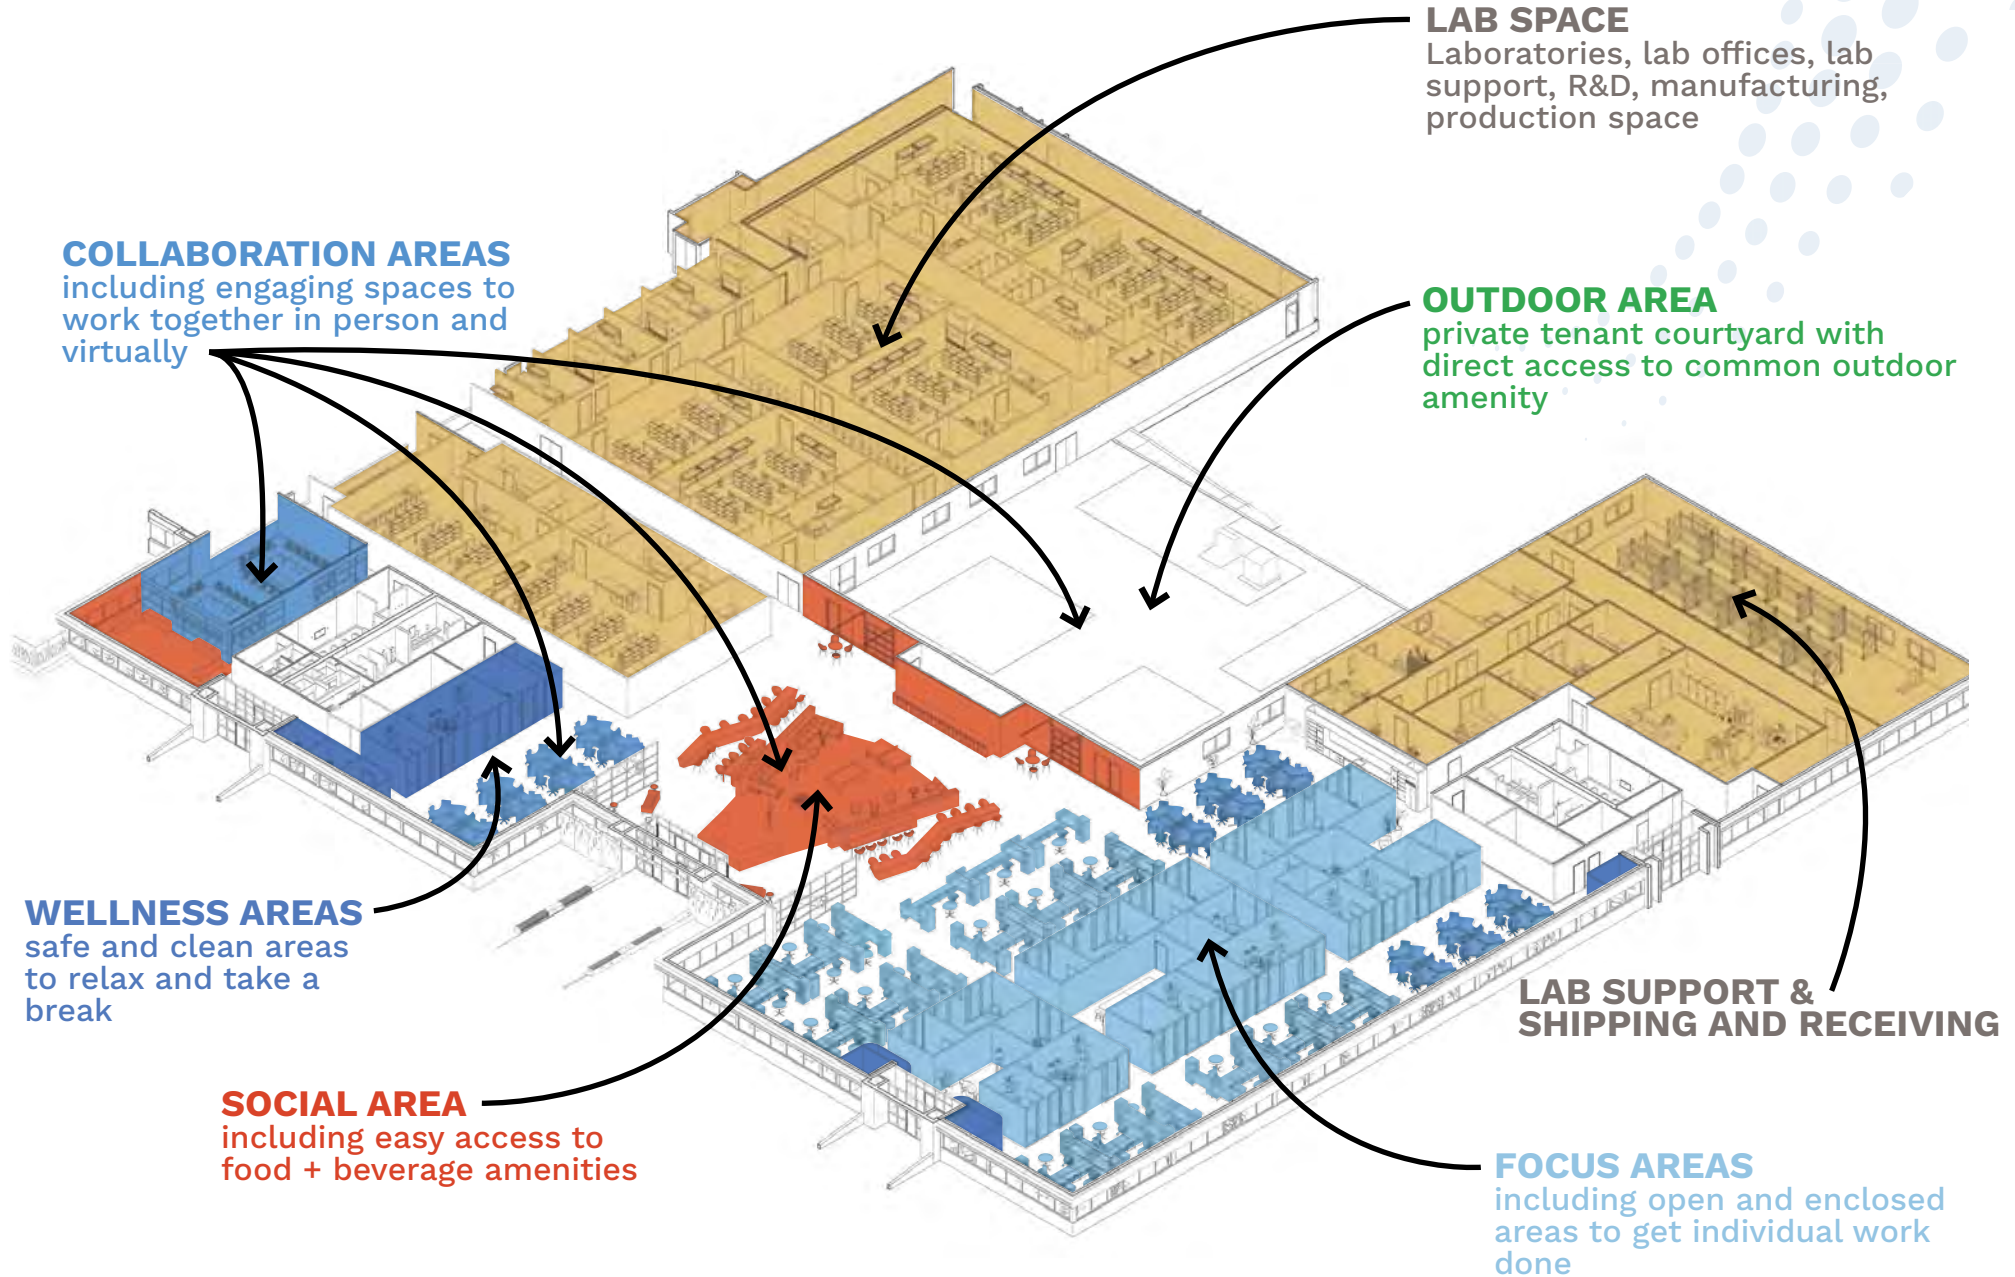 LAB SPACE
Laboratories, lab offices, lab
support, R&D, manufacturing,
production space
COLLABORATION AREAS
including engaging spaces to
work together in person and
virtually
OUTDOOR AREA
private tenant courtyard with
direct access to common outdoor
amenity
WELLNESS AREAS
safe and clean areas
to relax and take a
break
LAB SUPPORT &
SHIPPING AND RECEIVING
SOCIAL AREA
including easy access to
food + beverage amenities
FOCUS AREAS
including open and enclosed
areas to get individual work
done